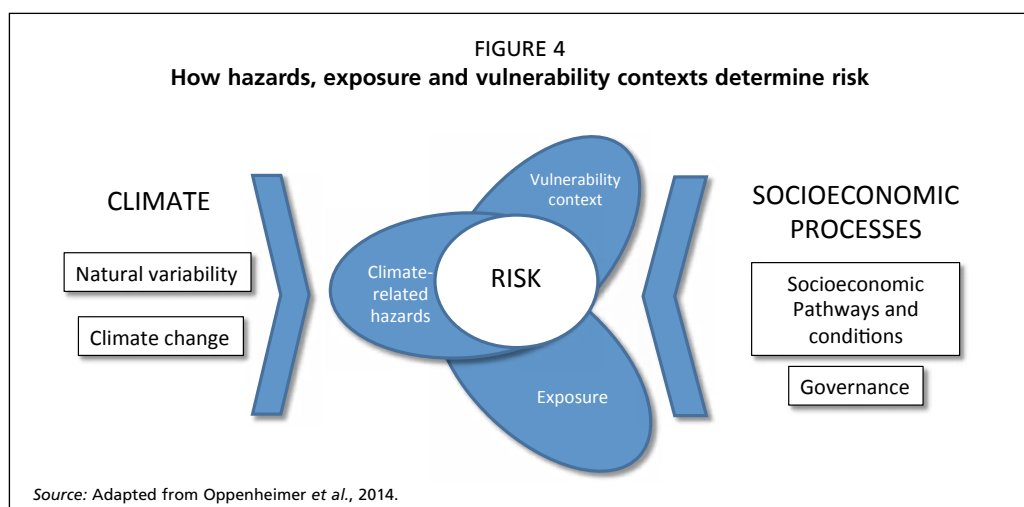 FIGURE 4
How hazards, exposure and vulnerability contexts determine risk
CLIMATE
Natural variability
Climate change
Vulnerability
context
Climate-
related
hazards
RISK
Exposure
SOCIOECONOMIC
PROCESSES
Socioeconomic
Pathways and
conditions
Governance
Source: Adapted from Oppenheimer et al., 2014.